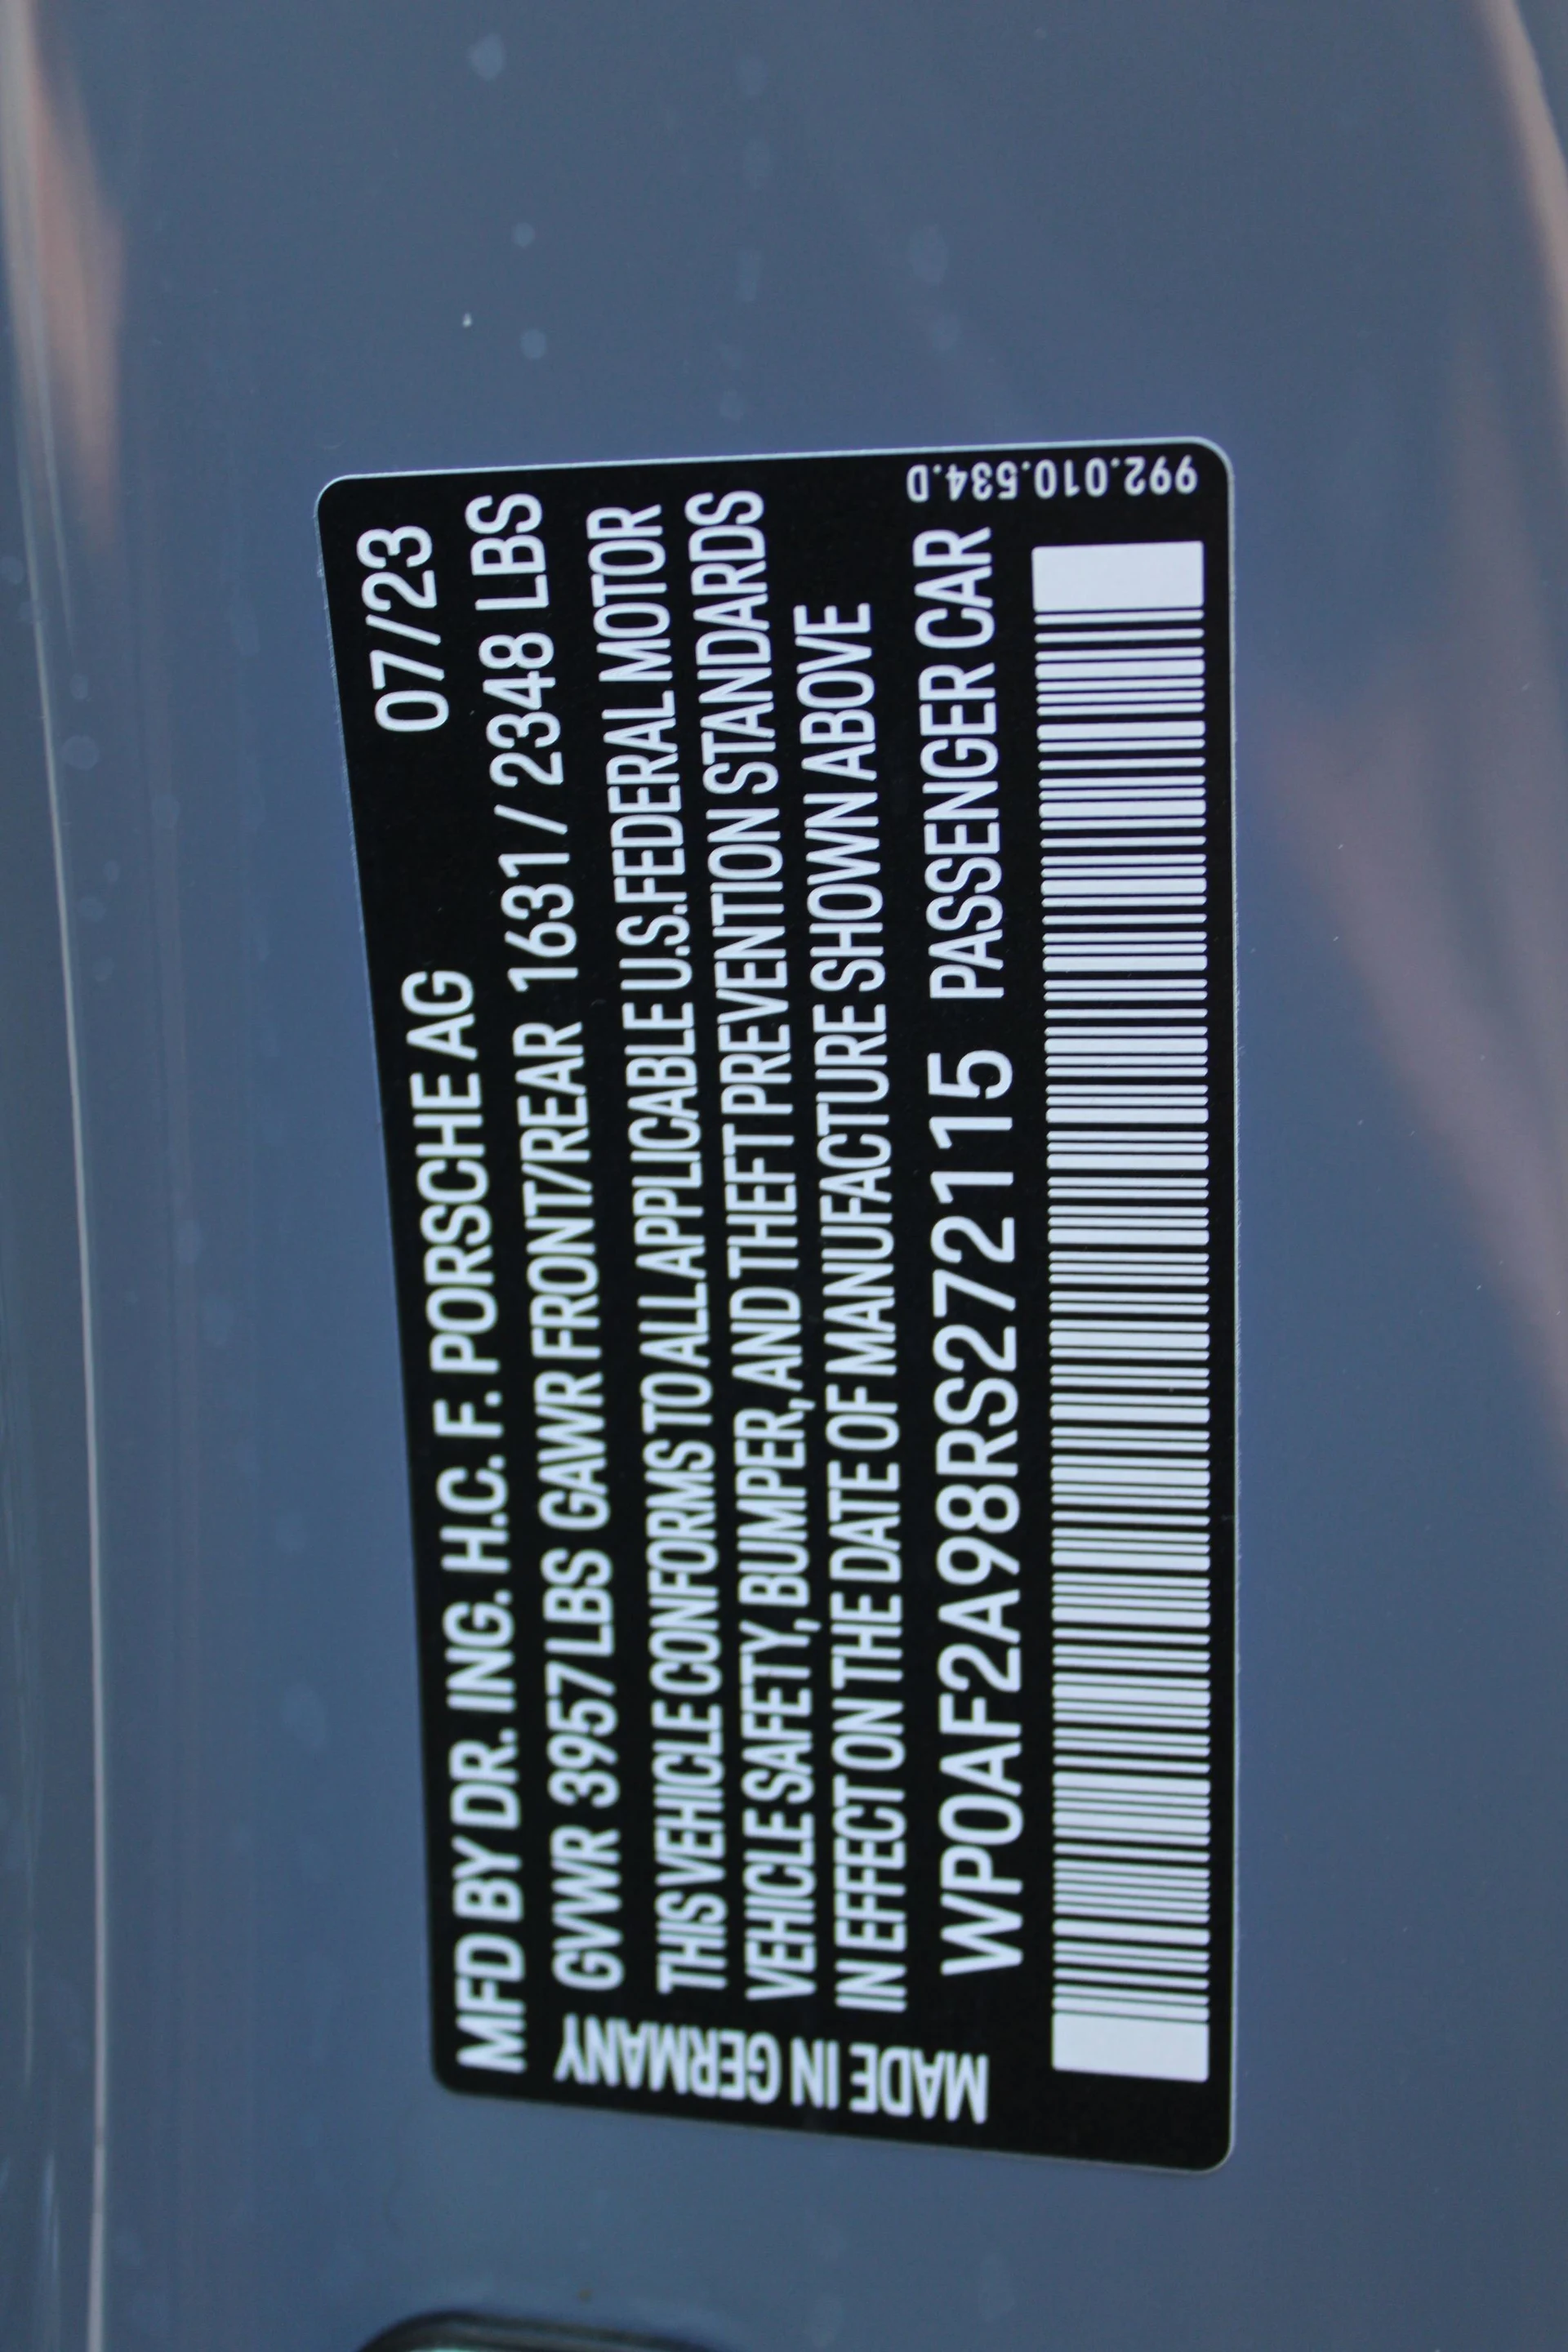 MFD BY DR. ING. H.C. F. PORSCHE AG 07/23
GVWR 3957 LBS GAWR FRONT/REAR 1631 / 2348 LBS
THIS VEHICLE CONFORMS TO ALL APPLICABLE U.S.FEDERAL MOTOR
VEHICLE SAFETY, BUMPER, AND THEFT PREVENTION STANDARDS
IN EFFECT ON THE DATE OF MANUFACTURE SHOWN ABOVE
WP0AF2A98RS272115 PASSENGER CAR
MADE IN GERMANY
992.010.534.D